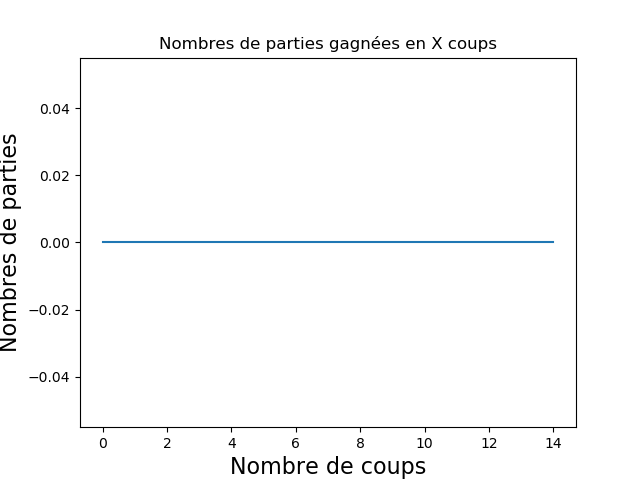 Nombres de parties gagnées en X coups
Nombres de parties
0.04
0.02
0.00
−0.02
−0.04
0 2 4 6 8 10 12 14
Nombre de coups